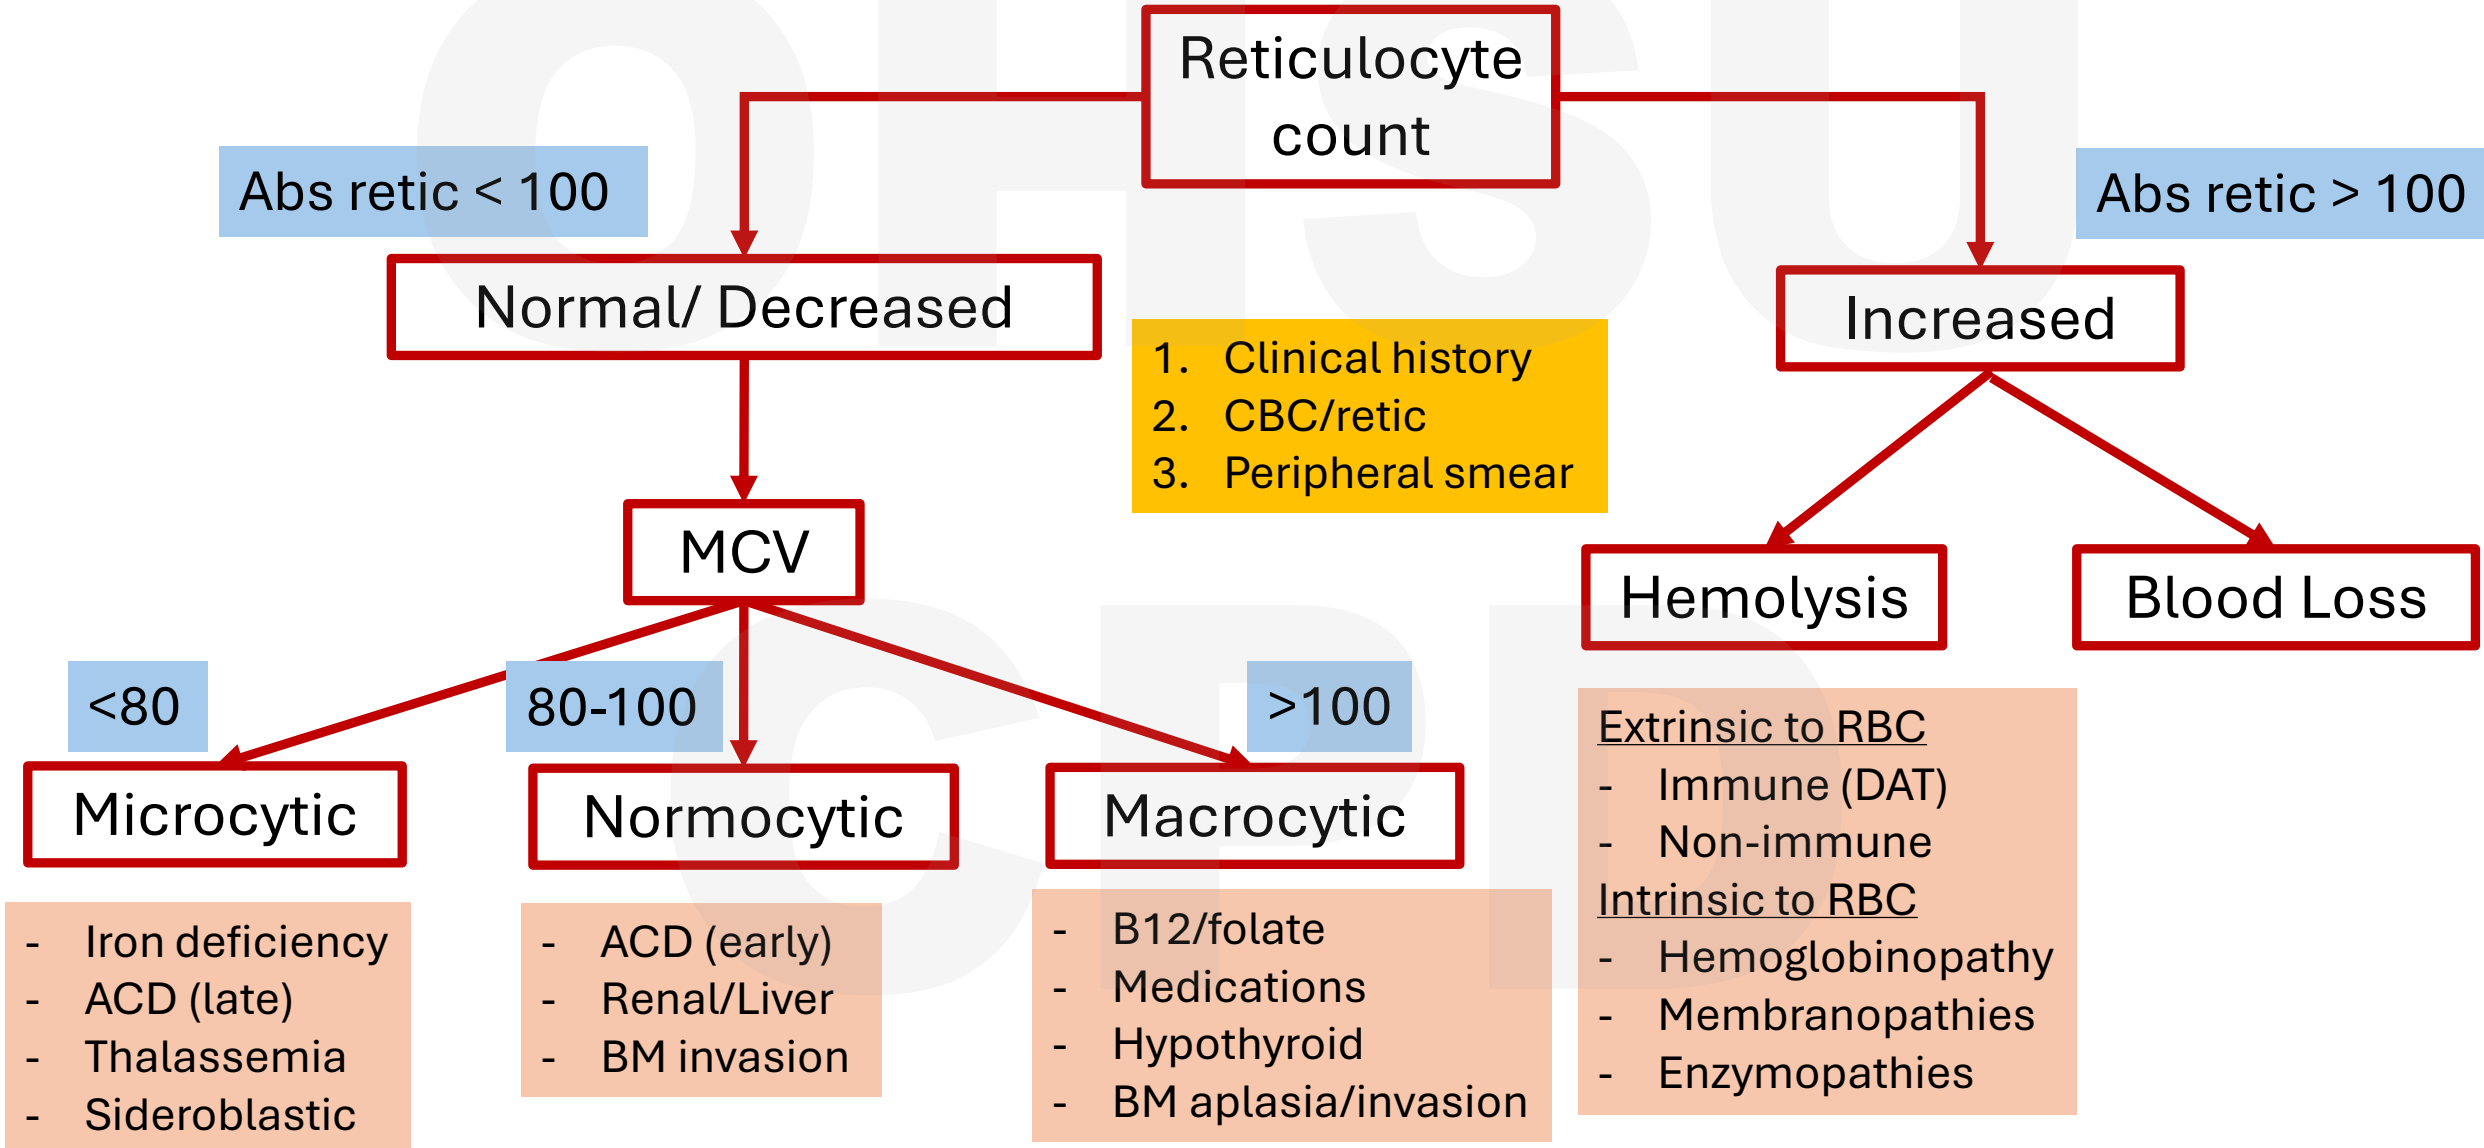 OHSU
CPD
Reticulocyte
count
Abs retic < 100
Abs retic > 100
Normal/ Decreased
Increased
1. Clinical history
2. CBC/retic
3. Peripheral smear
MCV
Hemolysis
Blood Loss
<80
80-100
>100
Microcytic
Normocytic
Macrocytic
- Iron deficiency
- ACD (late)
- Thalassemia
- Sideroblastic
- ACD (early)
- Renal/Liver
- BM invasion
- B12/folate
- Medications
- Hypothyroid
- BM aplasia/invasion
Extrinsic to RBC
- Immune (DAT)
- Non-immune
Intrinsic to RBC
- Hemoglobinopathy
- Membranopathies
- Enzymopathies